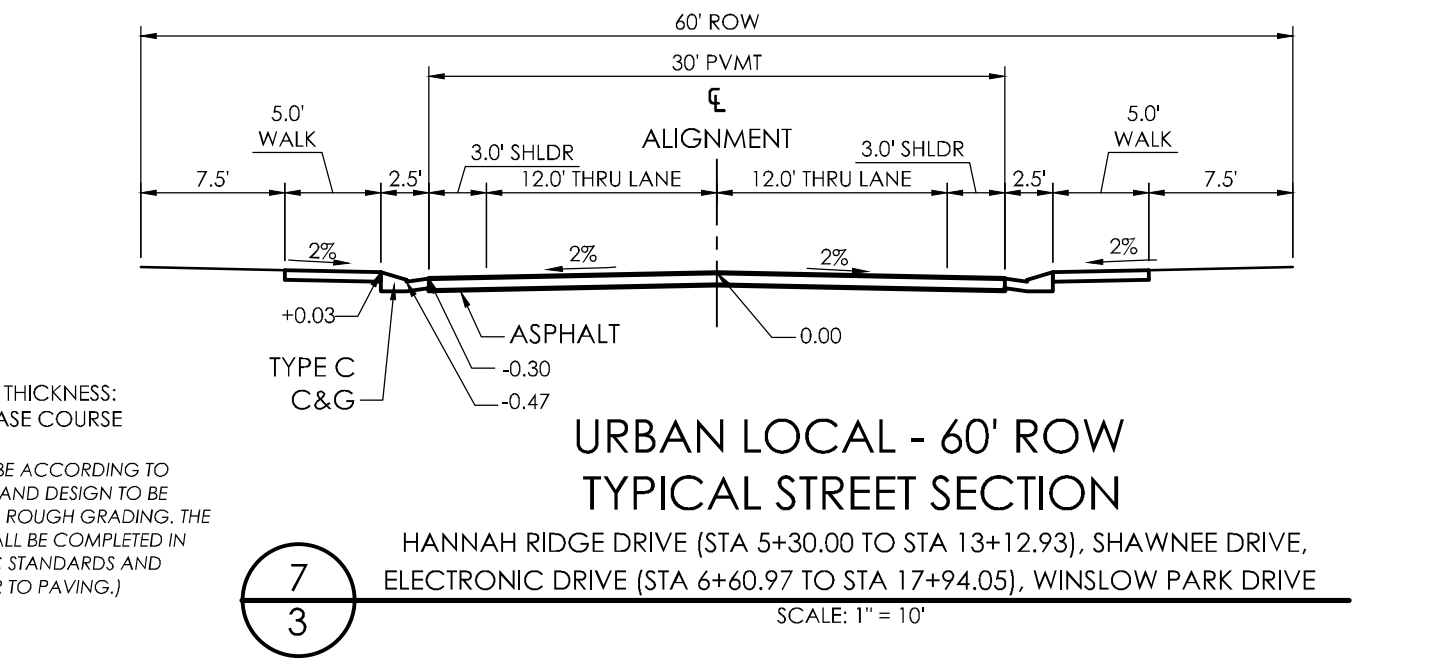 60' ROW
30' PVMT
℄
ALIGNMENT
5.0'
WALK
3.0' SHLDR
3.0' SHLDR
5.0'
WALK
7.5'
2.5'
12.0' THRU LANE
12.0' THRU LANE
2.5'
7.5'
2%
2%
2%
2%
+0.03
ASPHALT
0.00
TYPE C
C&G
-0.30
-0.47
THICKNESS:
ASE COURSE
BE ACCORDING TO
AND DESIGN TO BE
ROUGH GRADING. THE
ALL BE COMPLETED IN
STANDARDS AND
TO PAVING.)
URBAN LOCAL - 60' ROW
TYPICAL STREET SECTION
HANNAH RIDGE DRIVE (STA 5+30.00 TO STA 13+12.93), SHAWNEE DRIVE,
ELECTRONIC DRIVE (STA 6+60.97 TO STA 17+94.05), WINSLOW PARK DRIVE
7
3
SCALE: 1" = 10'